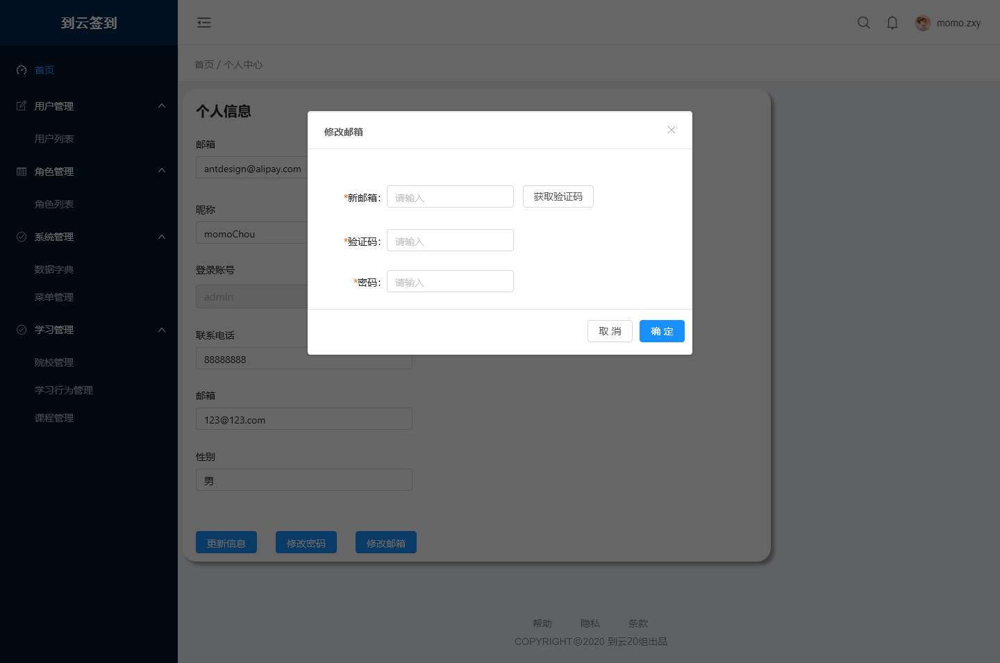 到云签到
momo.zxy
首页
首页 / 个人中心
用户管理
用户列表
角色管理
角色列表
系统管理
数据字典
菜单管理
学习管理
院校管理
学习行为管理
课程管理
个人信息
邮箱
antdesign@alipay.com
昵称
momoChou
登录账号
admin
联系电话
88888888
邮箱
123@123.com
性别
男
更新信息 修改密码 修改邮箱
修改邮箱
*新邮箱： 请输入 获取验证码
*验证码： 请输入
*密码： 请输入
取 消 确 定
帮助 隐私 条款
COPYRIGHT©2020 到云20组出品